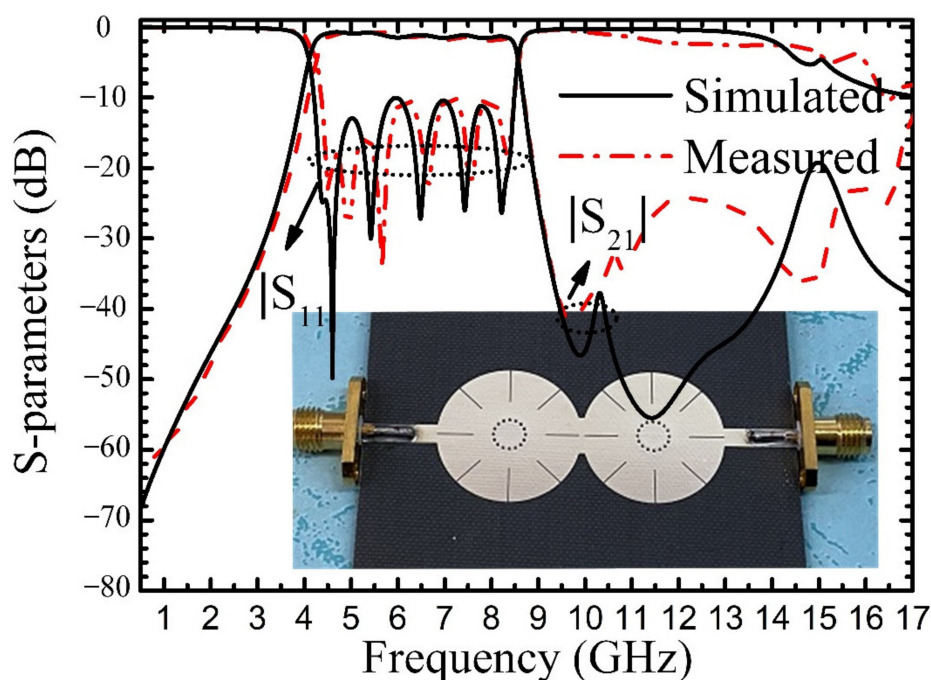 0
−10
−20
−30
−40
−50
−60
−70
−80
S-parameters (dB)
Simulated
Measured
|S21|
|S11|
1 2 3 4 5 6 7 8 9 10 11 12 13 14 15 16 17
Frequency (GHz)